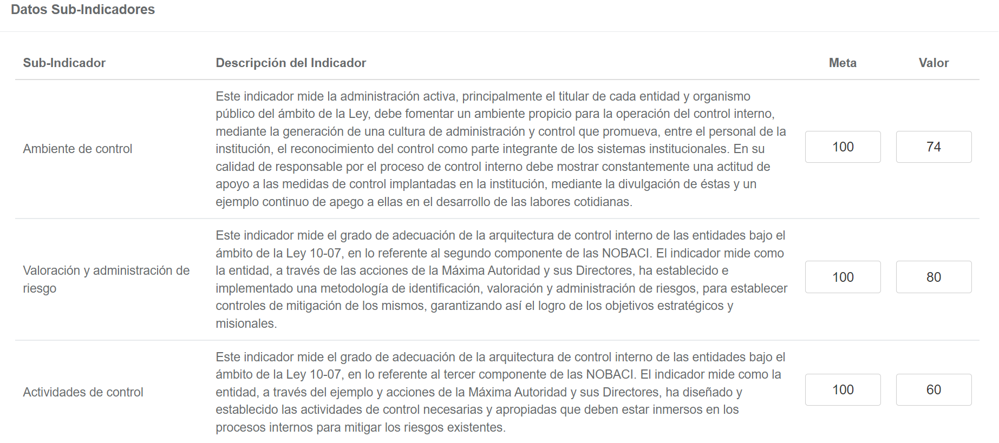 Datos Sub-Indicadores
Sub-Indicador Descripción del Indicador Meta Valor
Este indicador mide la administración activa, principalmente el titular de cada entidad y organismo
público del ámbito de la Ley, debe fomentar un ambiente propicio para la operación del control interno,
mediante la generación de una cultura de administración y control que promueva, entre el personal de la
institución, el reconocimiento del control como parte integrante de los sistemas institucionales. En su
calidad de responsable por el proceso de control interno debe mostrar constantemente una actitud de
apoyo a las medidas de control implantadas en la institución, mediante la divulgación de éstas y un
ejemplo continuo de apego a ellas en el desarrollo de las labores cotidianas.
Ambiente de control
100 74
Este indicador mide el grado de adecuación de la arquitectura de control interno de las entidades bajo el
ámbito de la Ley 10-07, en lo referente al segundo componente de las NOBACI. El indicador mide como
la entidad, a través de las acciones de la Máxima Autoridad y sus Directores, ha establecido e
implementado una metodología de identificación, valoración y administración de riesgos, para establecer
controles de mitigación de los mismos, garantizando así el logro de los objetivos estratégicos y
misionales.
Valoración y administración de
riesgo
100 80
Este indicador mide el grado de adecuación de la arquitectura de control interno de las entidades bajo el
ámbito de la Ley 10-07, en lo referente al tercer componente de las NOBACI. El indicador mide como la
entidad, a través del ejemplo y acciones de la Máxima Autoridad y sus Directores, ha diseñado y
establecido las actividades de control necesarias y apropiadas que deben estar inmersos en los
procesos internos para mitigar los riesgos existentes.
Actividades de control
100 60